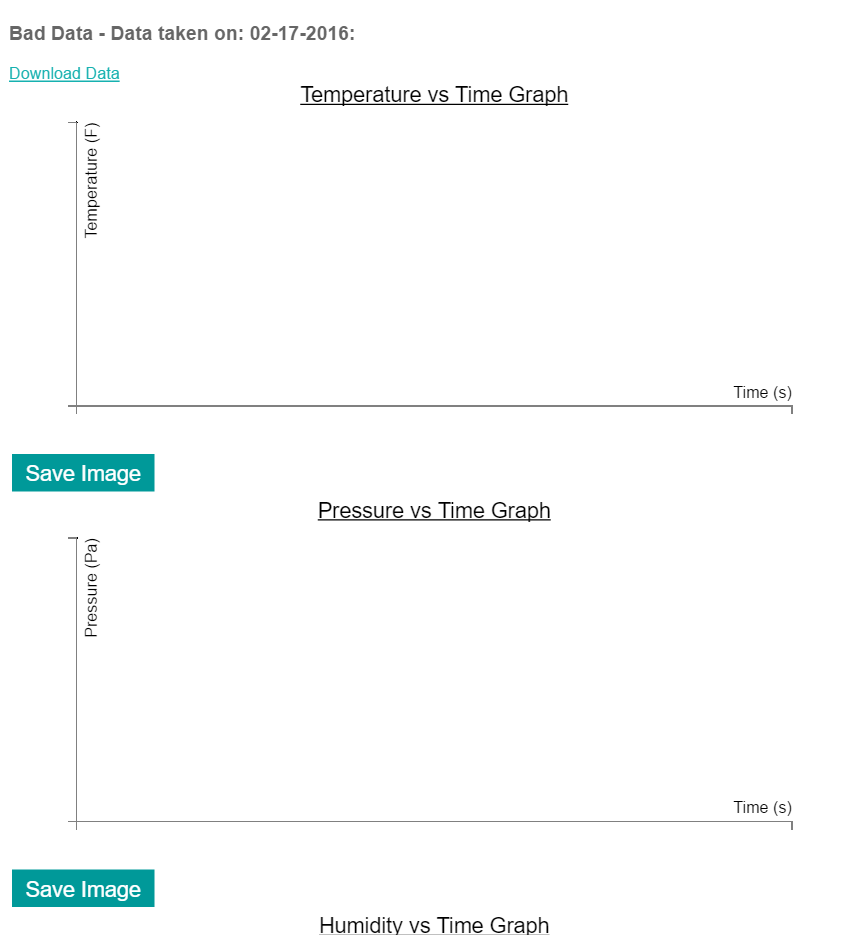 Bad Data - Data taken on: 02-17-2016:
Download Data
Temperature vs Time Graph
Temperature (F)
Time (s)
Save Image
Pressure vs Time Graph
Pressure (Pa)
Time (s)
Save Image
Humidity vs Time Graph